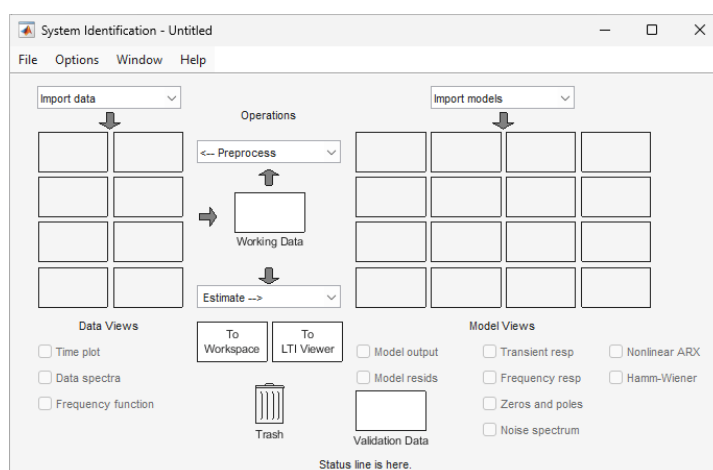 System Identification - Untitled
File Options Window Help
Import data
Import models
Operations
<-- Preprocess
Working Data
Estimate -->
Data Views
Time plot
Data spectra
Frequency function
To
Workspace
To
LTI Viewer
Trash
Model Views
Model output
Model resids
Transient resp
Frequency resp
Zeros and poles
Noise spectrum
Nonlinear ARX
Hamm-Wiener
Validation Data
Status line is here.